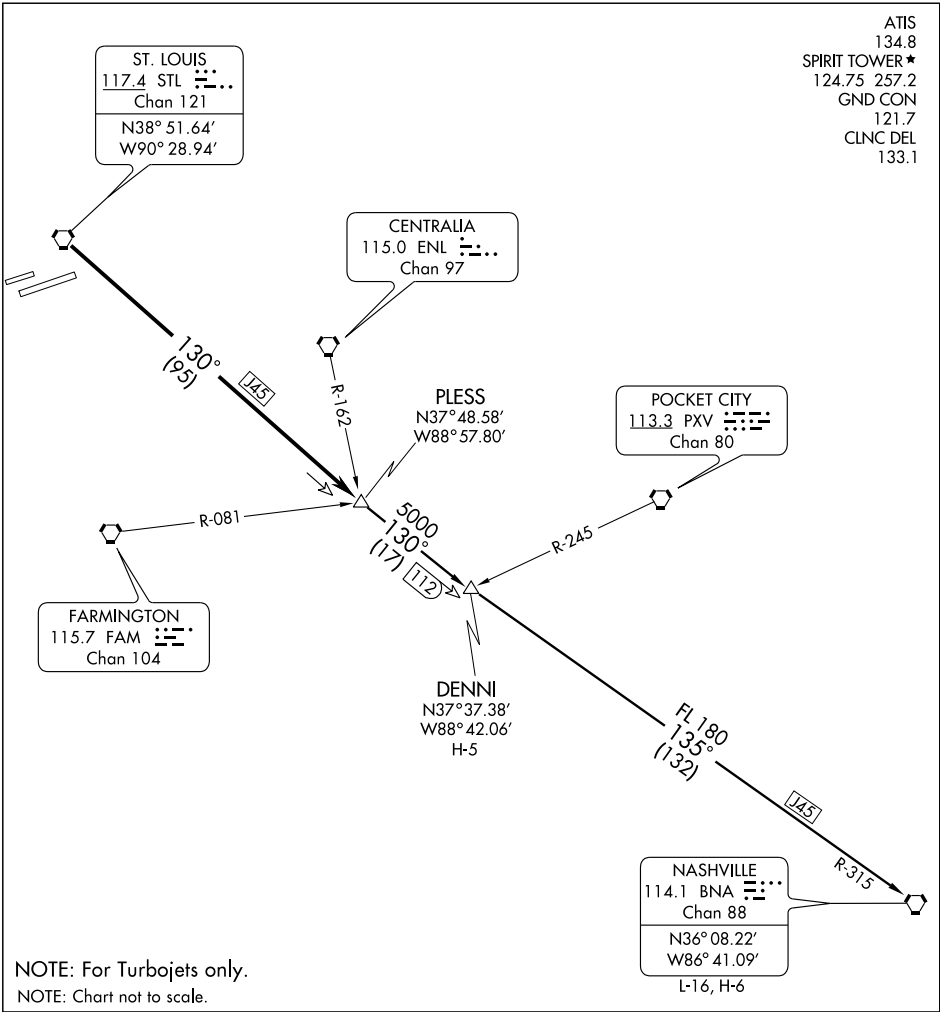 ATIS
134.8
SPIRIT TOWER★
124.75 257.2
GND CON
121.7
CLNC DEL
133.1
ST. LOUIS
117.4 STL
Chan 121
N38° 51.64′
W90° 28.94′
CENTRALIA
115.0 ENL
Chan 97
130°
(95)
J45
R-162
PLESS
N37° 48.58′
W88° 57.80′
POCKET CITY
113.3 PXV
Chan 80
R-081
5000
130°
(17)
112
R-245
FARMINGTON
115.7 FAM
Chan 104
DENNI
N37° 37.38′
W88° 42.06′
H-5
FL 180
135°
(132)
J45
R-315
NASHVILLE
114.1 BNA
Chan 88
N36° 08.22′
W86° 41.09′
L-16, H-6
NOTE: For Turbojets only.
NOTE: Chart not to scale.